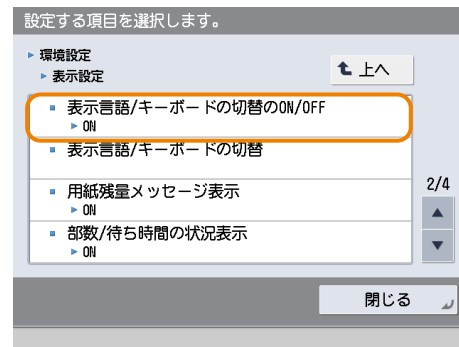 設定する項目を選択します。
環境設定
表示設定
上へ
表示言語/キーボードの切替のON/OFF
ON
表示言語/キーボードの切替
用紙残量メッセージ表示
ON
部数/待ち時間の状況表示
ON
2/4
閉じる